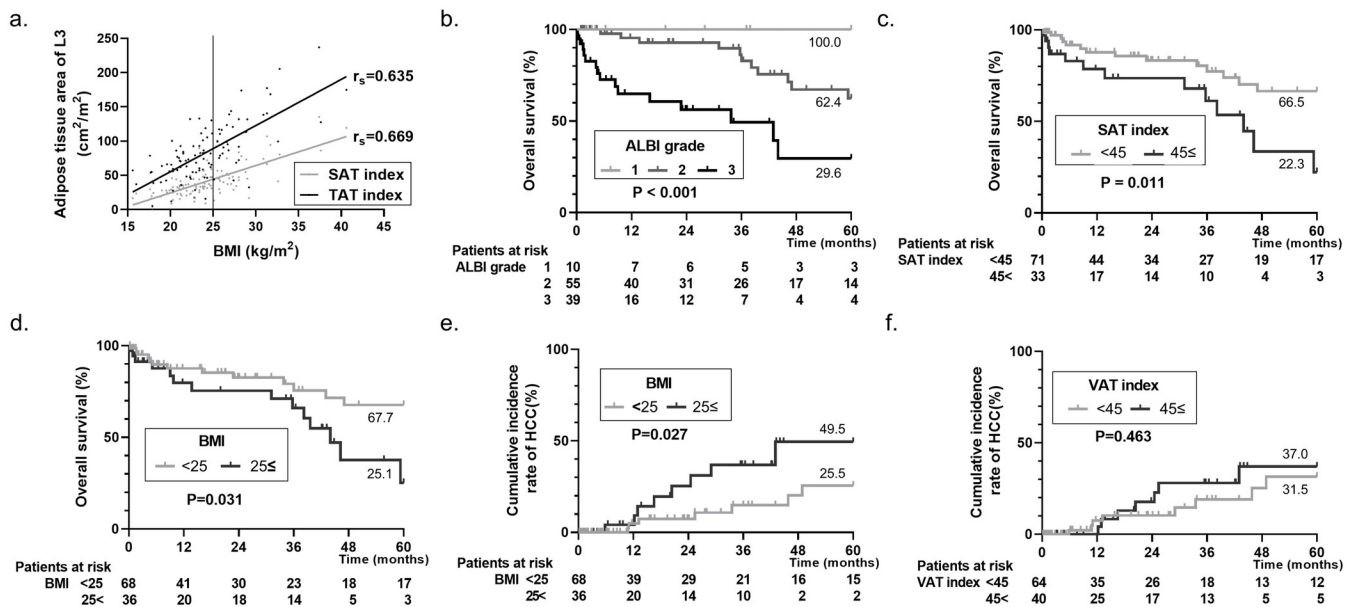 a.
Adipose tissue area of L3
(cm²/m²)
250
200
150
100
50
0
15 20 25 30 35 40 45
BMI (kg/m²)
rs=0.635
rs=0.669
SAT index
TAT index
b.
Overall survival (%)
100
50
0
100.0
62.4
29.6
ALBI grade
1 2 3
P < 0.001
0 12 24 36 48 60
Time (months)
Patients at risk
ALBI grade 1 10 7 6 5 3 3
2 55 40 31 26 17 14
3 39 16 12 7 4 4
c.
Overall survival (%)
100
50
0
66.5
22.3
SAT index
<45 45≤
P = 0.011
0 12 24 36 48 60
Time (months)
Patients at risk
SAT index <45 71 44 34 27 19 17
45< 33 17 14 10 4 3
d.
Overall survival (%)
100
50
0
67.7
25.1
BMI
<25 25≤
P=0.031
0 12 24 36 48 60
Time (months)
Patients at risk
BMI <25 68 41 30 23 18 17
25< 36 20 18 14 5 3
e.
Cumulative incidence
rate of HCC(%)
100
50
0
BMI
<25 25≤
P=0.027
49.5
25.5
0 12 24 36 48 60
Time (months)
Patients at risk
BMI <25 68 39 29 21 16 15
25< 36 20 14 10 2 2
f.
Cumulative incidence
rate of HCC(%)
100
50
0
VAT index
<45 45≤
P=0.463
37.0
31.5
0 12 24 36 48 60
Time (months)
Patients at risk
VAT index <45 64 35 26 18 13 12
45< 40 25 17 13 5 5